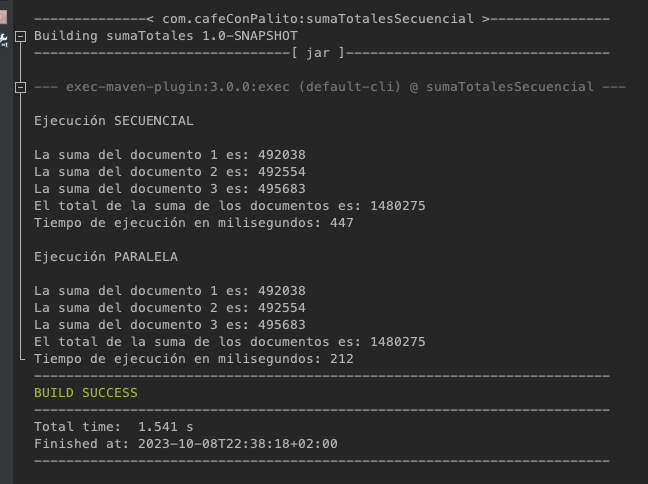 --------------< com.cafeConPalito:sumaTotalesSecuencial >---------------
Building sumaTotales 1.0-SNAPSHOT
--------------------------------[ jar ]---------------------------------
--- exec-maven-plugin:3.0.0:exec (default-cli) @ sumaTotalesSecuencial ---
Ejecución SECUENCIAL
La suma del documento 1 es: 492038
La suma del documento 2 es: 492554
La suma del documento 3 es: 495683
El total de la suma de los documentos es: 1480275
Tiempo de ejecución en milisegundos: 447
Ejecución PARALELA
La suma del documento 1 es: 492038
La suma del documento 2 es: 492554
La suma del documento 3 es: 495683
El total de la suma de los documentos es: 1480275
Tiempo de ejecución en milisegundos: 212
------------------------------------------------------------------------
BUILD SUCCESS
------------------------------------------------------------------------
Total time:  1.541 s
Finished at: 2023-10-08T22:38:18+02:00
------------------------------------------------------------------------